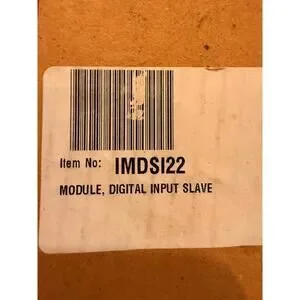 Item No: IMDSI22
MODULE, DIGITAL INPUT SLAVE